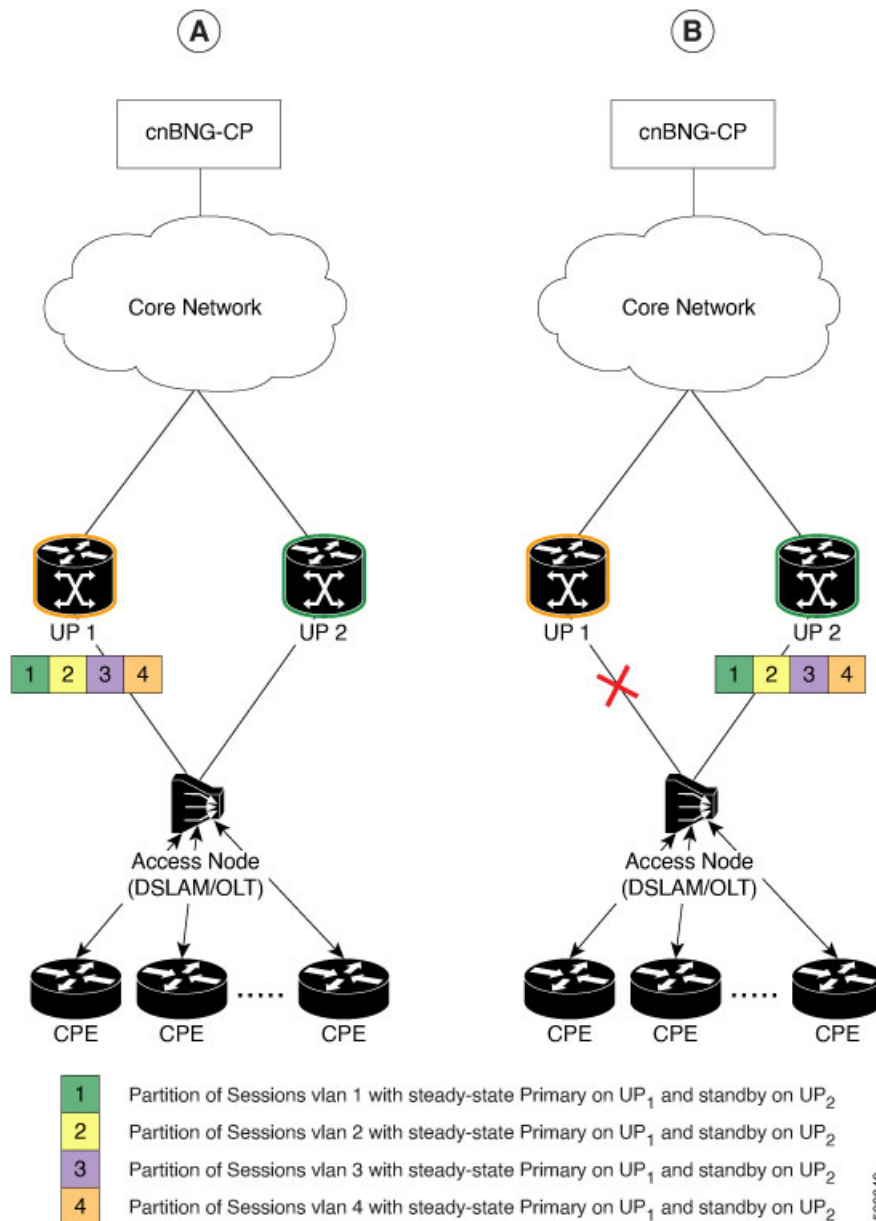 A
B
cnBNG-CP
cnBNG-CP
Core Network
Core Network
UP 1
UP 2
UP 1
UP 2
1 2 3 4
1 2 3 4
Access Node
(DSLAM/OLT)
Access Node
(DSLAM/OLT)
.....
.....
CPE CPE CPE
CPE CPE CPE
1 Partition of Sessions vlan 1 with steady-state Primary on UP1 and standby on UP2
2 Partition of Sessions vlan 2 with steady-state Primary on UP1 and standby on UP2
3 Partition of Sessions vlan 3 with steady-state Primary on UP1 and standby on UP2
4 Partition of Sessions vlan 4 with steady-state Primary on UP1 and standby on UP2